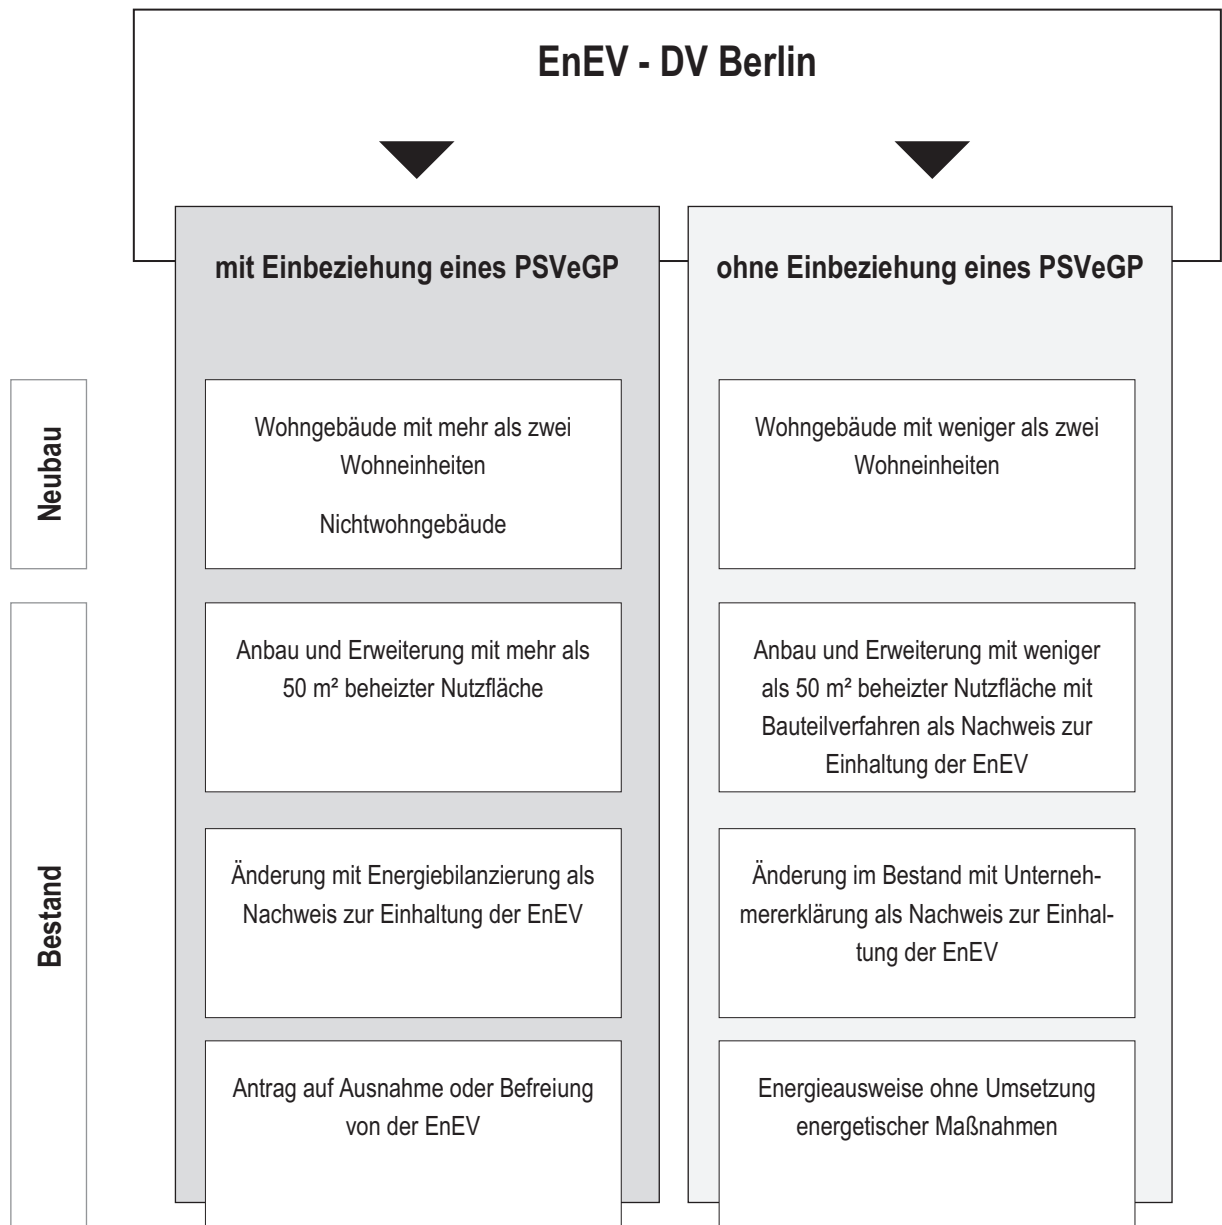 EnEV - DV Berlin
mit Einbeziehung eines PSVeGP
ohne Einbeziehung eines PSVeGP
Neubau
Wohngebäude mit mehr als zwei
Wohneinheiten
Nichtwohngebäude
Wohngebäude mit weniger als zwei
Wohneinheiten
Bestand
Anbau und Erweiterung mit mehr als
50 m² beheizter Nutzfläche
Anbau und Erweiterung mit weniger
als 50 m² beheizter Nutzfläche mit
Bauteilverfahren als Nachweis zur
Einhaltung der EnEV
Änderung mit Energiebilanzierung als
Nachweis zur Einhaltung der EnEV
Änderung im Bestand mit Unterneh-
mererklärung als Nachweis zur Einhal-
tung der EnEV
Antrag auf Ausnahme oder Befreiung
von der EnEV
Energieausweise ohne Umsetzung
energetischer Maßnahmen